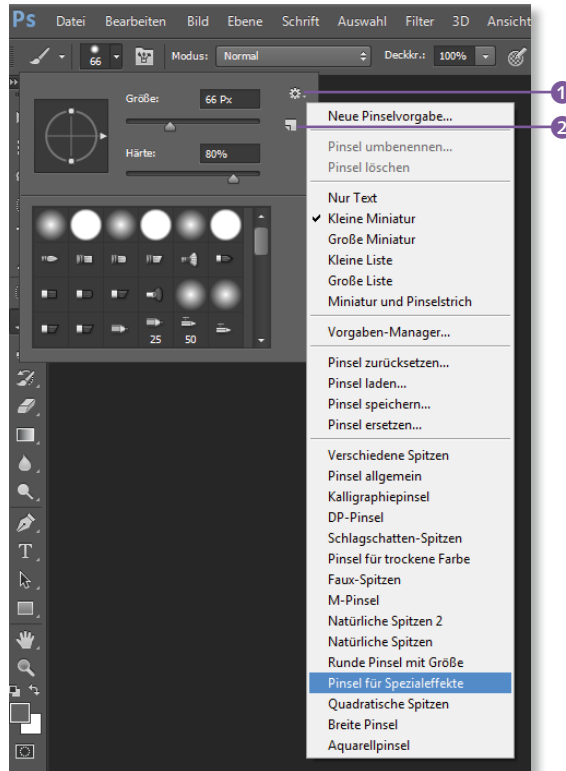 Ps Datei Bearbeiten Bild Ebene Schrift Auswahl Filter 3D Ansicht
66 Modus: Normal Deckkr.: 100%
Größe: 66 Px
1
2
Härte: 80%
25 50
Neue Pinselvorgabe...
Pinsel umbenennen...
Pinsel löschen
Nur Text
Kleine Miniatur
Große Miniatur
Kleine Liste
Große Liste
Miniatur und Pinselstrich
Vorgaben-Manager...
Pinsel zurücksetzen...
Pinsel laden...
Pinsel speichern...
Pinsel ersetzen...
Verschiedene Spitzen
Pinsel allgemein
Kalligraphiepinsel
DP-Pinsel
Schlagschatten-Spitzen
Pinsel für trockene Farbe
Faux-Spitzen
M-Pinsel
Natürliche Spitzen 2
Natürliche Spitzen
Runde Pinsel mit Größe
Pinsel für Spezialeffekte
Quadratische Spitzen
Breite Pinsel
Aquarellpinsel